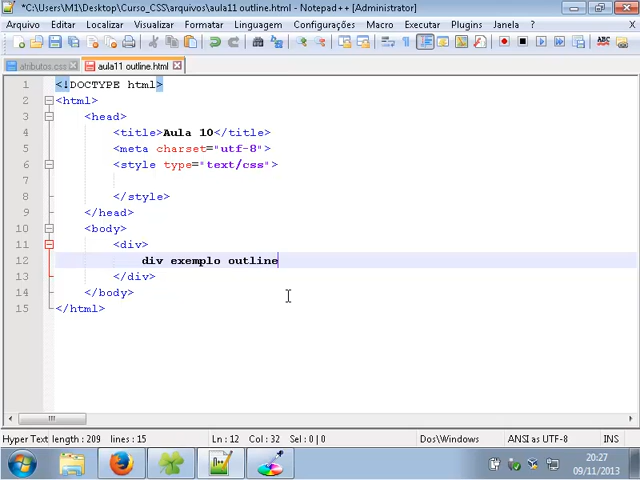 *C:\Users\M1\Desktop\Curso_CSS\arquivos\aula11 outline.html - Notepad++ [Administrator]
Arquivo Editar Localizar Visualizar Formatar Linguagem Configurações Macro Executar Plugins Janela ?
atributos.css aula11 outline.html
1 <!DOCTYPE html>
2 <html>
3 <head>
4 <title>Aula 10</title>
5 <meta charset="utf-8">
6 <style type="text/css">
7
8 </style>
9 </head>
10 <body>
11 <div>
12 div exemplo outline
13 </div>
14 </body>
15 </html>
Hyper Text length : 209 lines : 15 Ln : 12 Col : 32 Sel : 0 | 0 Dos\Windows ANSI as UTF-8 INS
20:27
09/11/2013